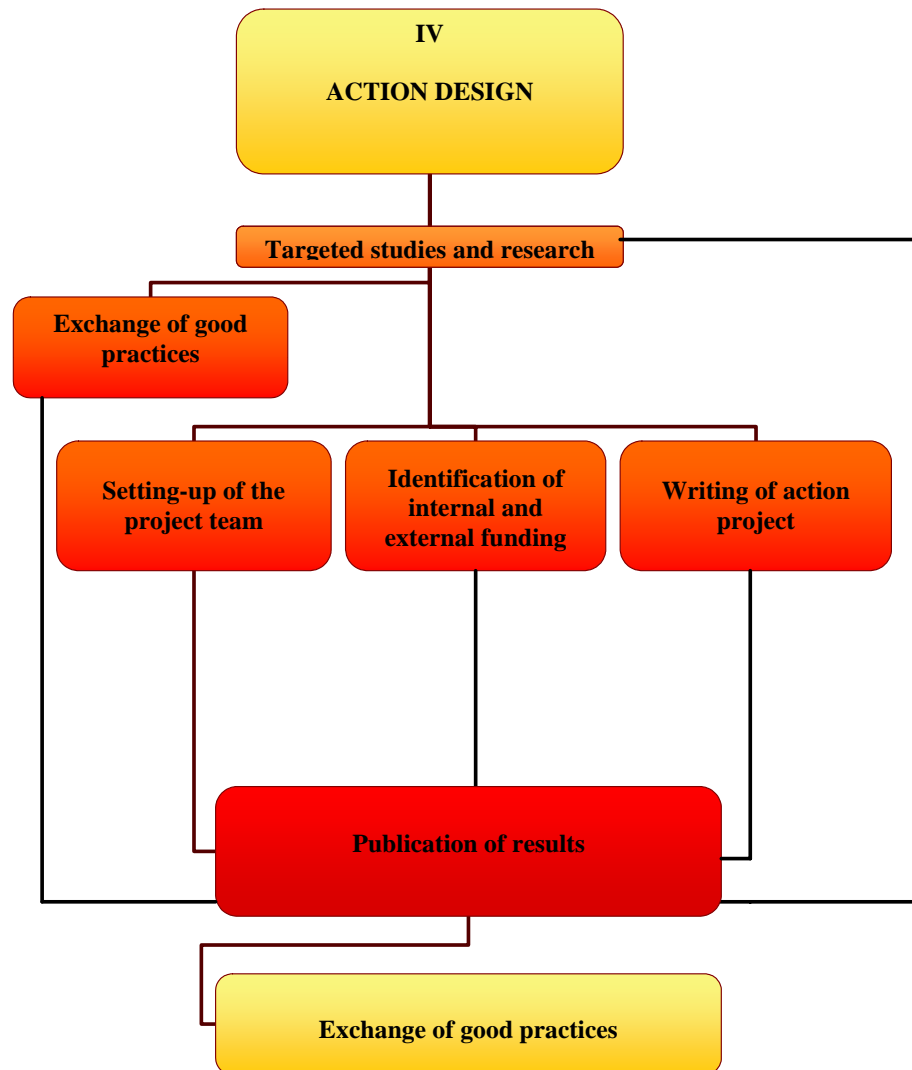 IV
ACTION DESIGN
Targeted studies and research
Exchange of good
practices
Setting-up of the
project team
Identification of
internal and
external funding
Writing of action
project
Publication of results
Exchange of good practices